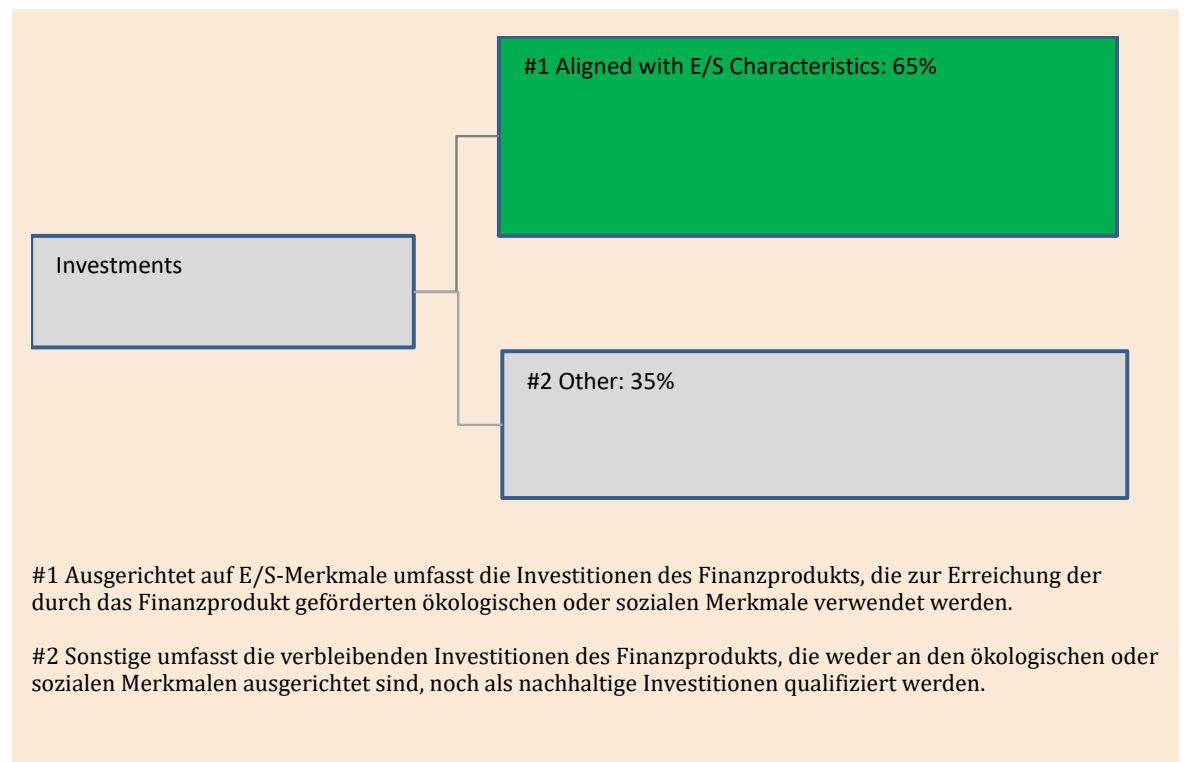 #1 Aligned with E/S Characteristics: 65%
Investments
#2 Other: 35%
#1 Ausgerichtet auf E/S-Merkmale umfasst die Investitionen des Finanzprodukts, die zur Erreichung der
durch das Finanzprodukt geförderten ökologischen oder sozialen Merkmale verwendet werden.
#2 Sonstige umfasst die verbleibenden Investitionen des Finanzprodukts, die weder an den ökologischen oder
sozialen Merkmalen ausgerichtet sind, noch als nachhaltige Investitionen qualifiziert werden.